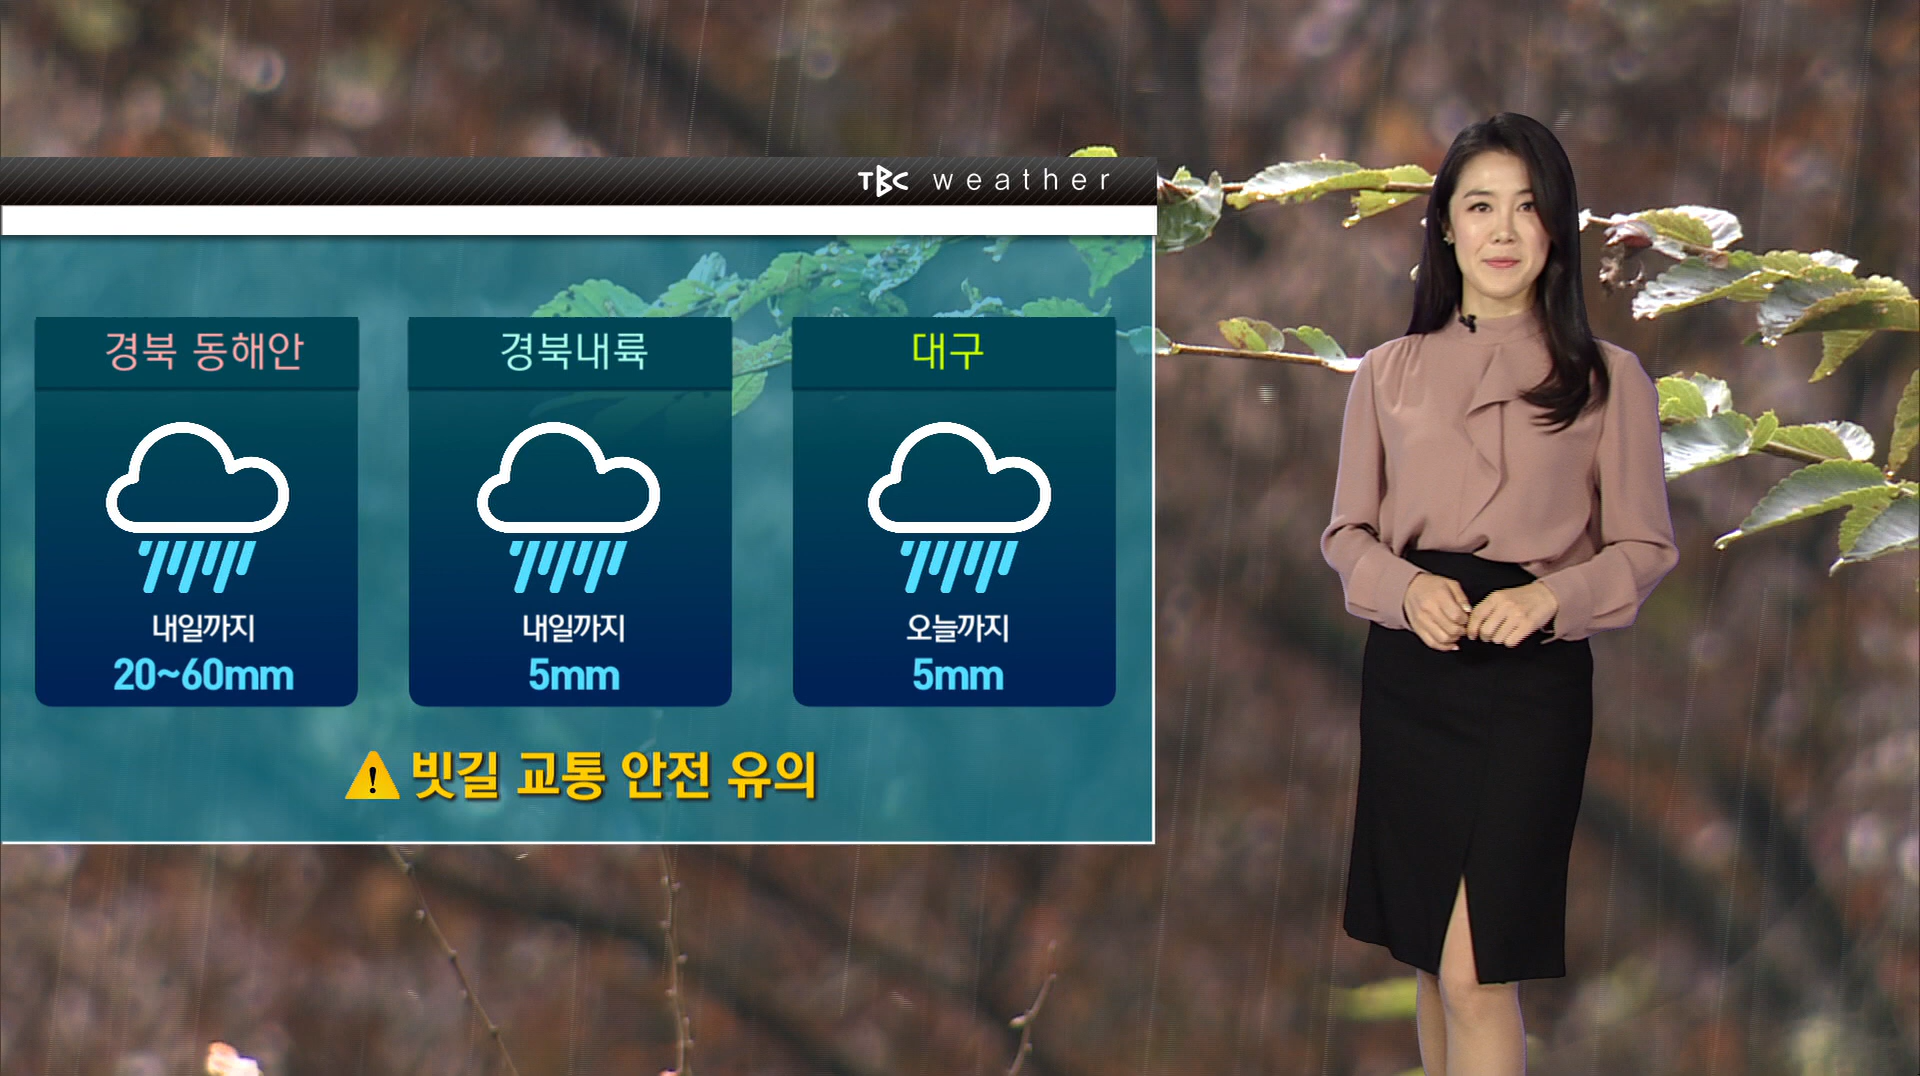 TBC weather
경북 동해안
내일까지
20~60mm
경북내륙
내일까지
5mm
대구
오늘까지
5mm
빗길 교통 안전 유의